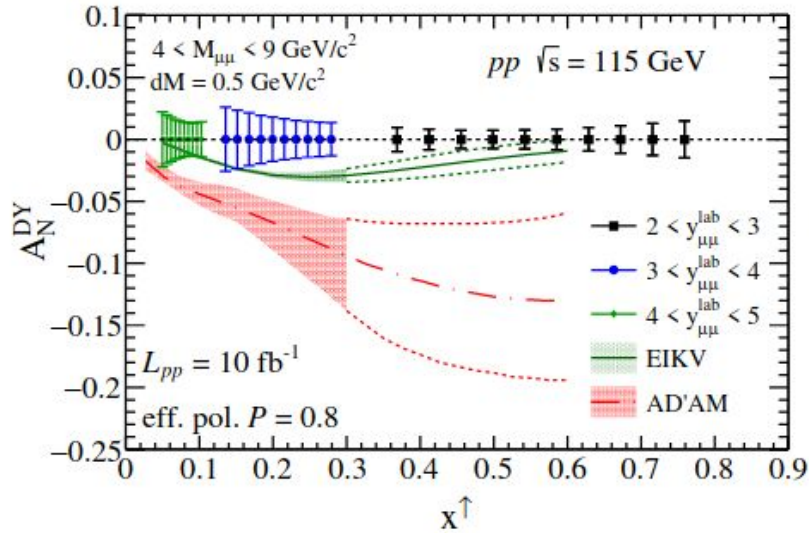 4 < M_μμ < 9 GeV/c²
dM = 0.5 GeV/c²
pp √s = 115 GeV
0.1
0.05
0
−0.05
−0.1
−0.15
−0.2
−0.25
A_N^DY
2 < y_μμ^lab < 3
3 < y_μμ^lab < 4
4 < y_μμ^lab < 5
EIKV
AD'AM
L_pp = 10 fb⁻¹
eff. pol. P = 0.8
0 0.1 0.2 0.3 0.4 0.5 0.6 0.7 0.8 0.9
x↑